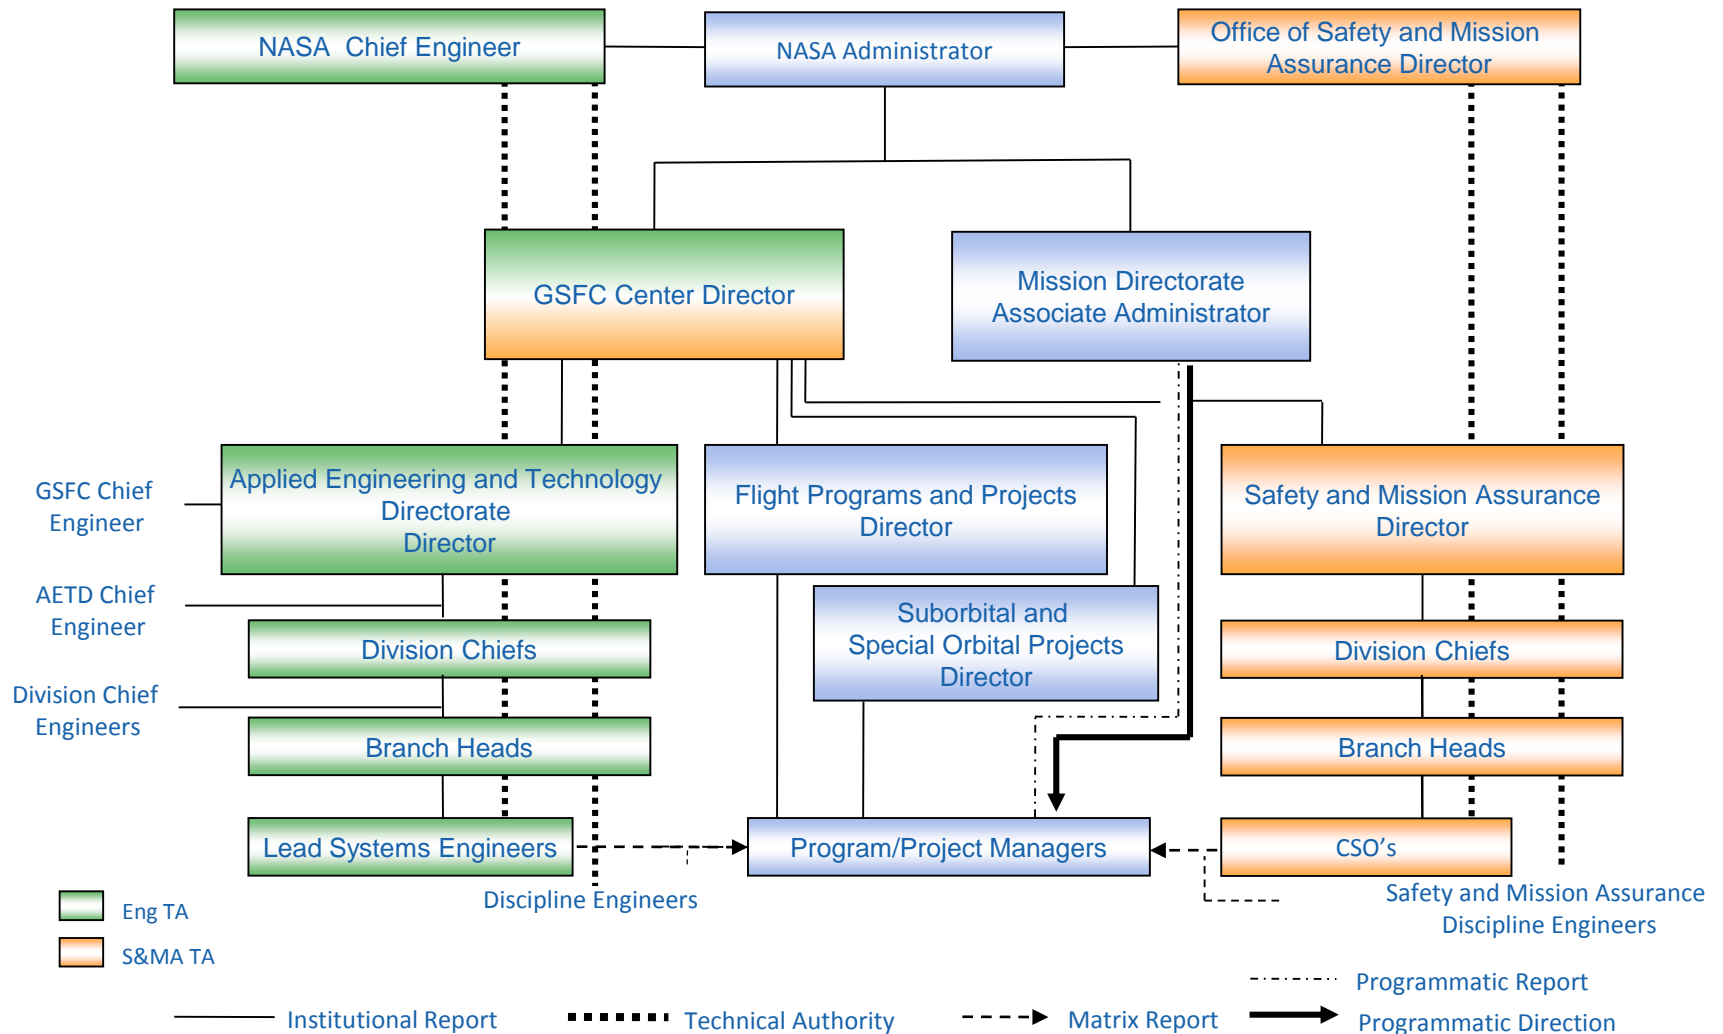 NASA Chief Engineer
NASA Administrator
Office of Safety and Mission
Assurance Director
GSFC Center Director
Mission Directorate
Associate Administrator
GSFC Chief
Engineer
Applied Engineering and Technology
Directorate
Director
Flight Programs and Projects
Director
Safety and Mission Assurance
Director
AETD Chief
Engineer
Division Chiefs
Suborbital and
Special Orbital Projects
Director
Division Chiefs
Division Chief
Engineers
Branch Heads
Branch Heads
Lead Systems Engineers
Program/Project Managers
CSO's
Discipline Engineers
Safety and Mission Assurance
Discipline Engineers
Eng TA
S&MA TA
Programmatic Report
Institutional Report
Technical Authority
Matrix Report
Programmatic Direction